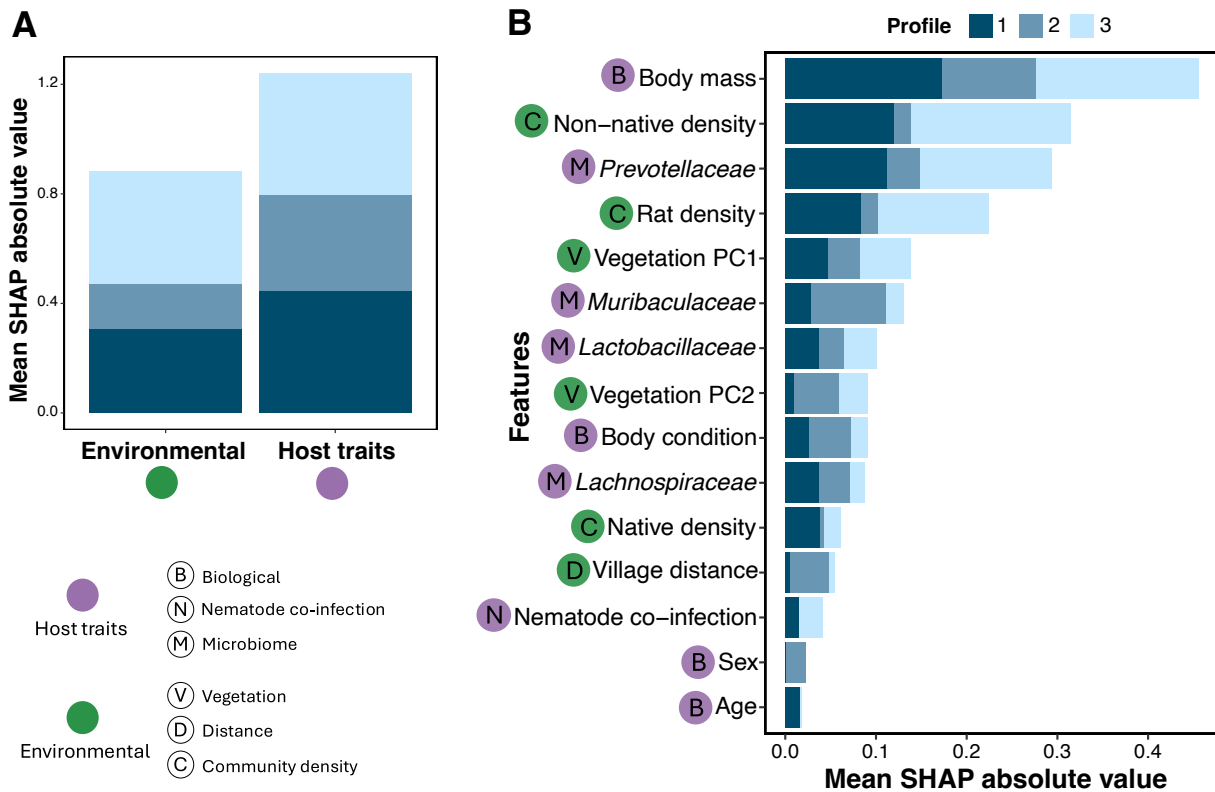 A
Mean SHAP absolute value
1.2
0.8
0.4
0.0
Environmental
Host traits
Host traits
B Biological
N Nematode co-infection
M Microbiome
Environmental
V Vegetation
D Distance
C Community density
B
Profile 1 2 3
Features
B Body mass
C Non−native density
M Prevotellaceae
C Rat density
V Vegetation PC1
M Muribaculaceae
M Lactobacillaceae
V Vegetation PC2
B Body condition
M Lachnospiraceae
C Native density
D Village distance
N Nematode co−infection
B Sex
B Age
0.0 0.1 0.2 0.3 0.4
Mean SHAP absolute value